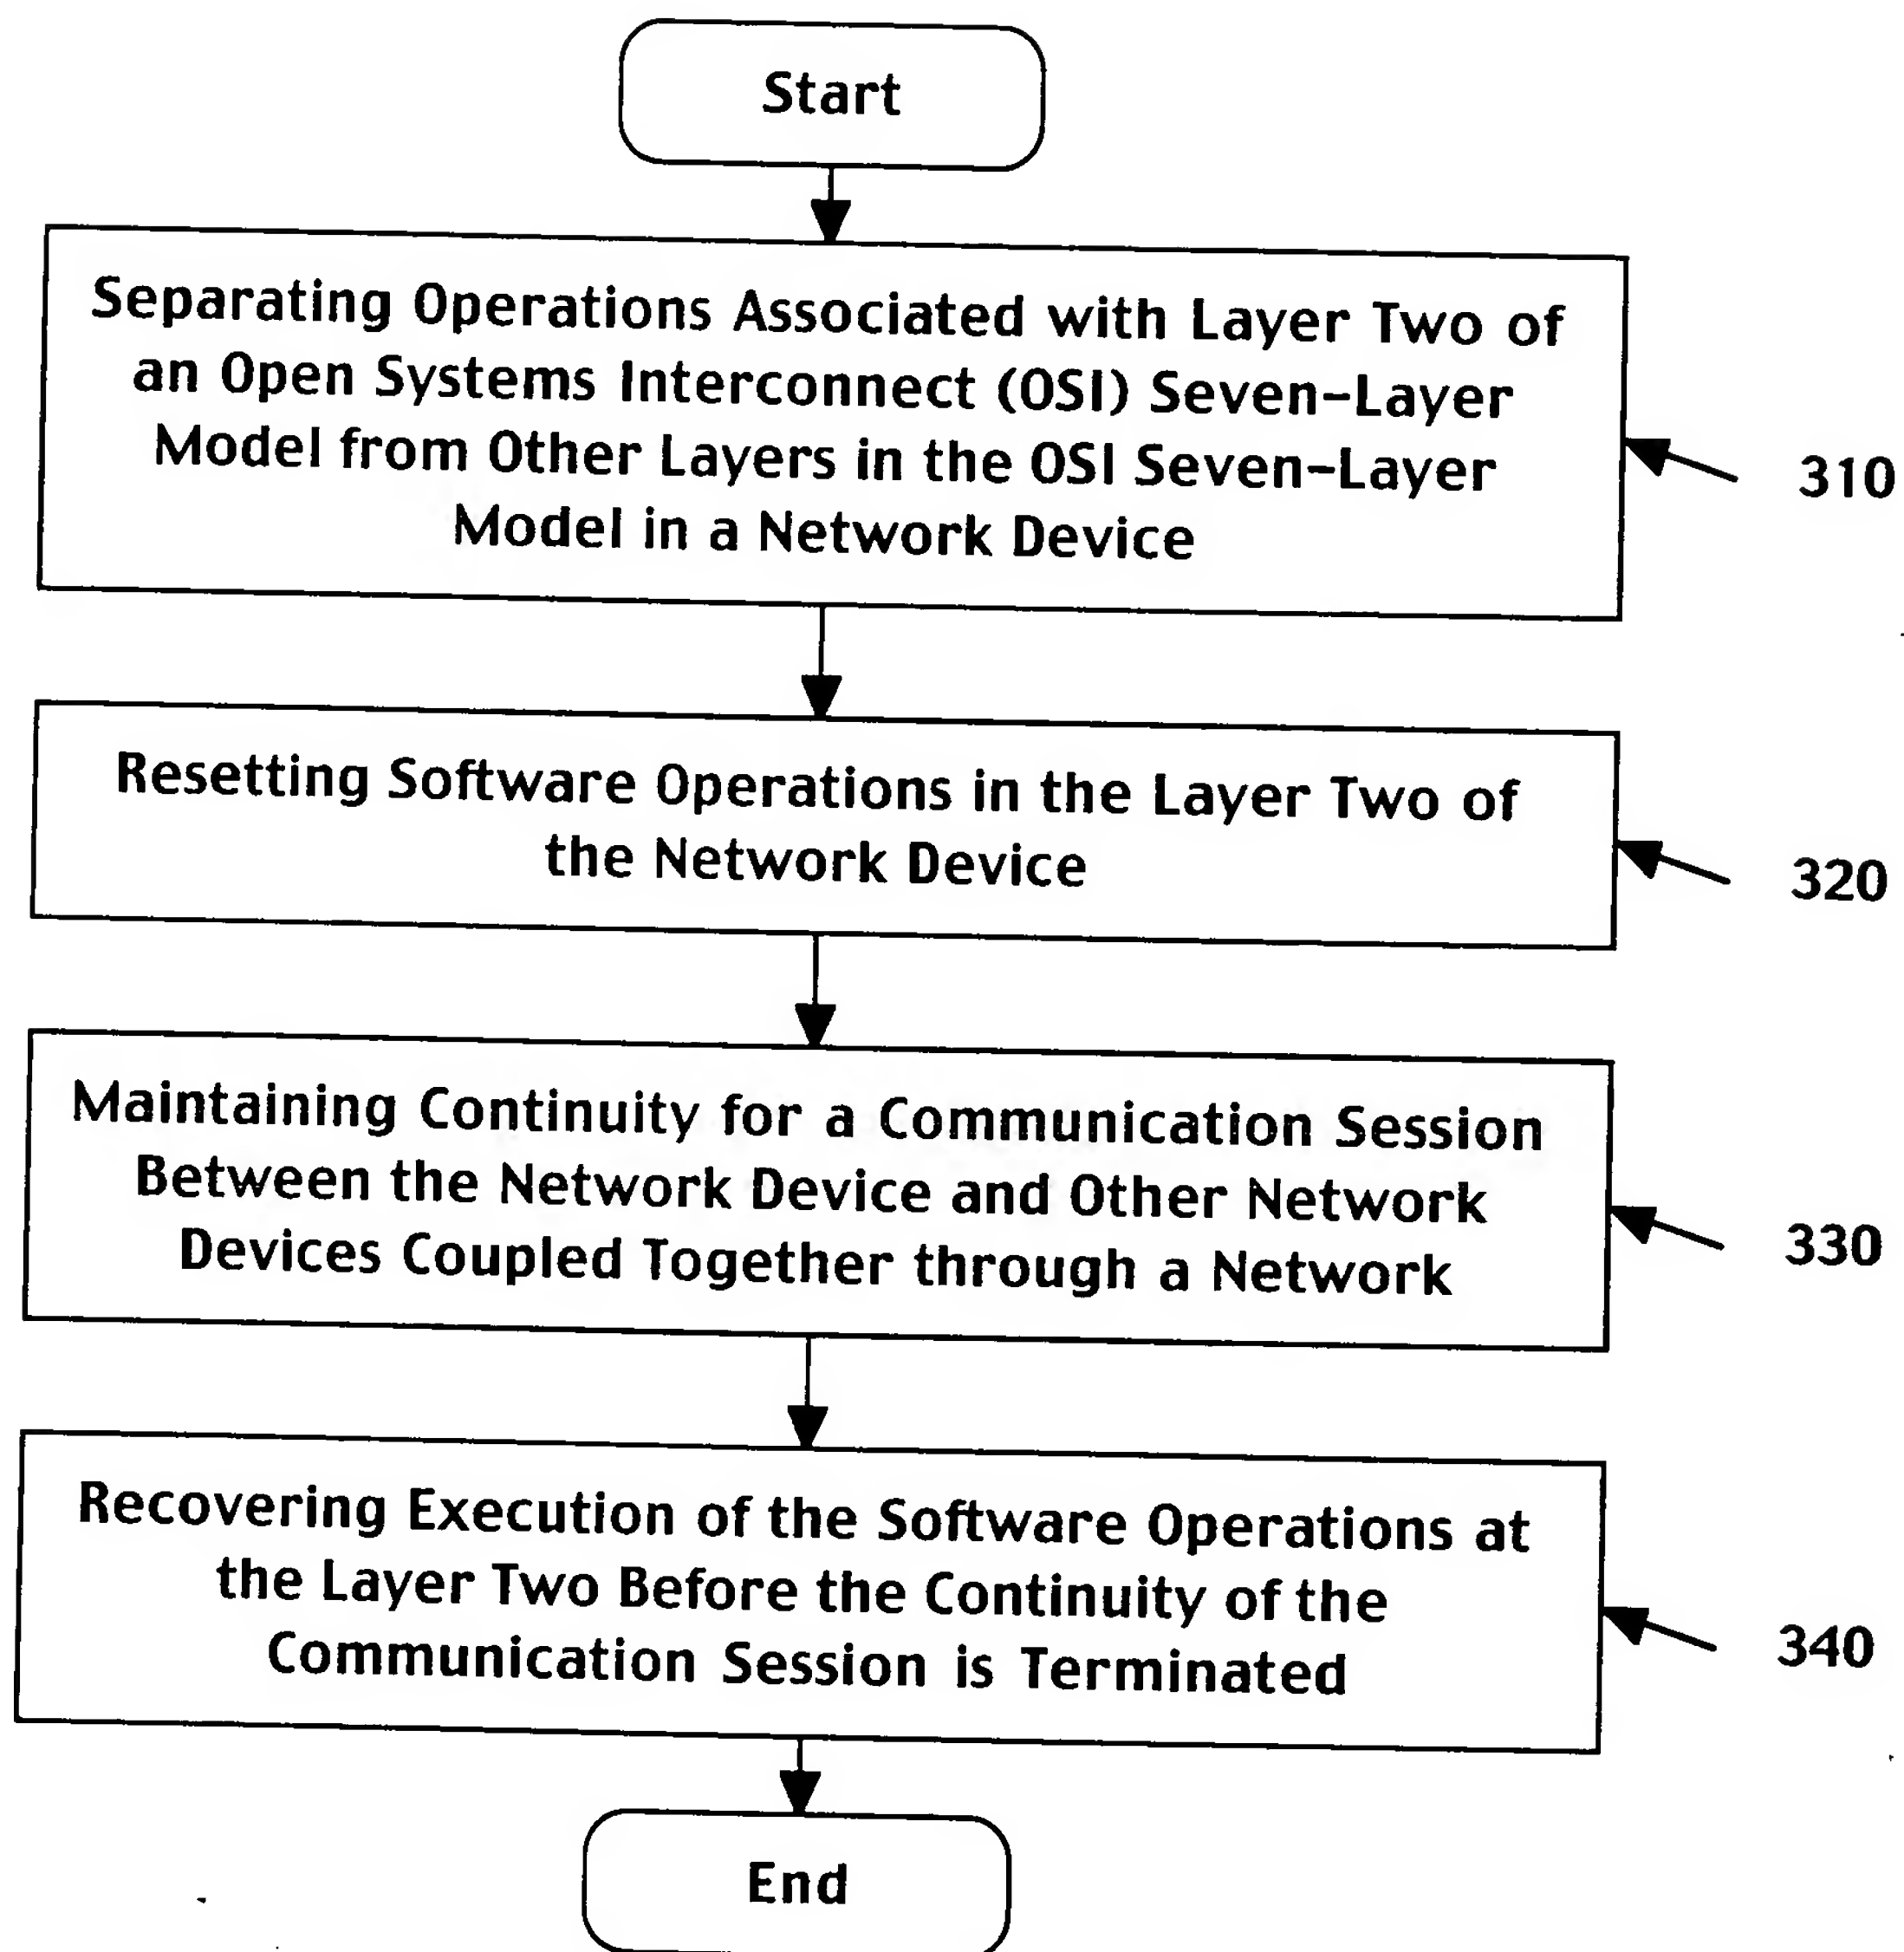 Start
Separating Operations Associated with Layer Two of
an Open Systems Interconnect (OSI) Seven-Layer
Model from Other Layers in the OSI Seven-Layer
Model in a Network Device
310
Resetting Software Operations in the Layer Two of
the Network Device
320
Maintaining Continuity for a Communication Session
Between the Network Device and Other Network
Devices Coupled Together through a Network
330
Recovering Execution of the Software Operations at
the Layer Two Before the Continuity of the
Communication Session is Terminated
340
End